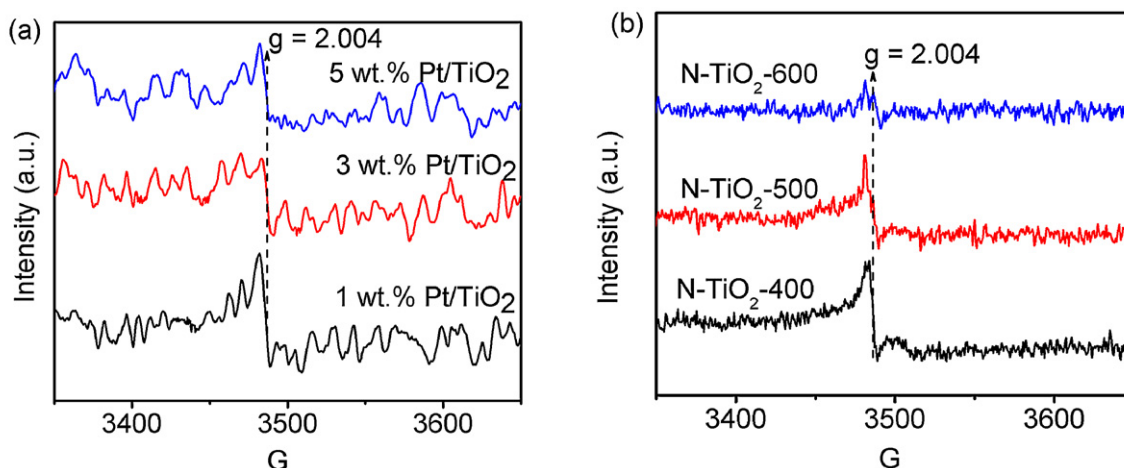 (a)
g = 2.004
5 wt.% Pt/TiO₂
3 wt.% Pt/TiO₂
1 wt.% Pt/TiO₂
Intensity (a.u.)
3400 3500 3600
G
(b)
g = 2.004
N-TiO₂-600
N-TiO₂-500
N-TiO₂-400
Intensity (a.u.)
3400 3500 3600
G